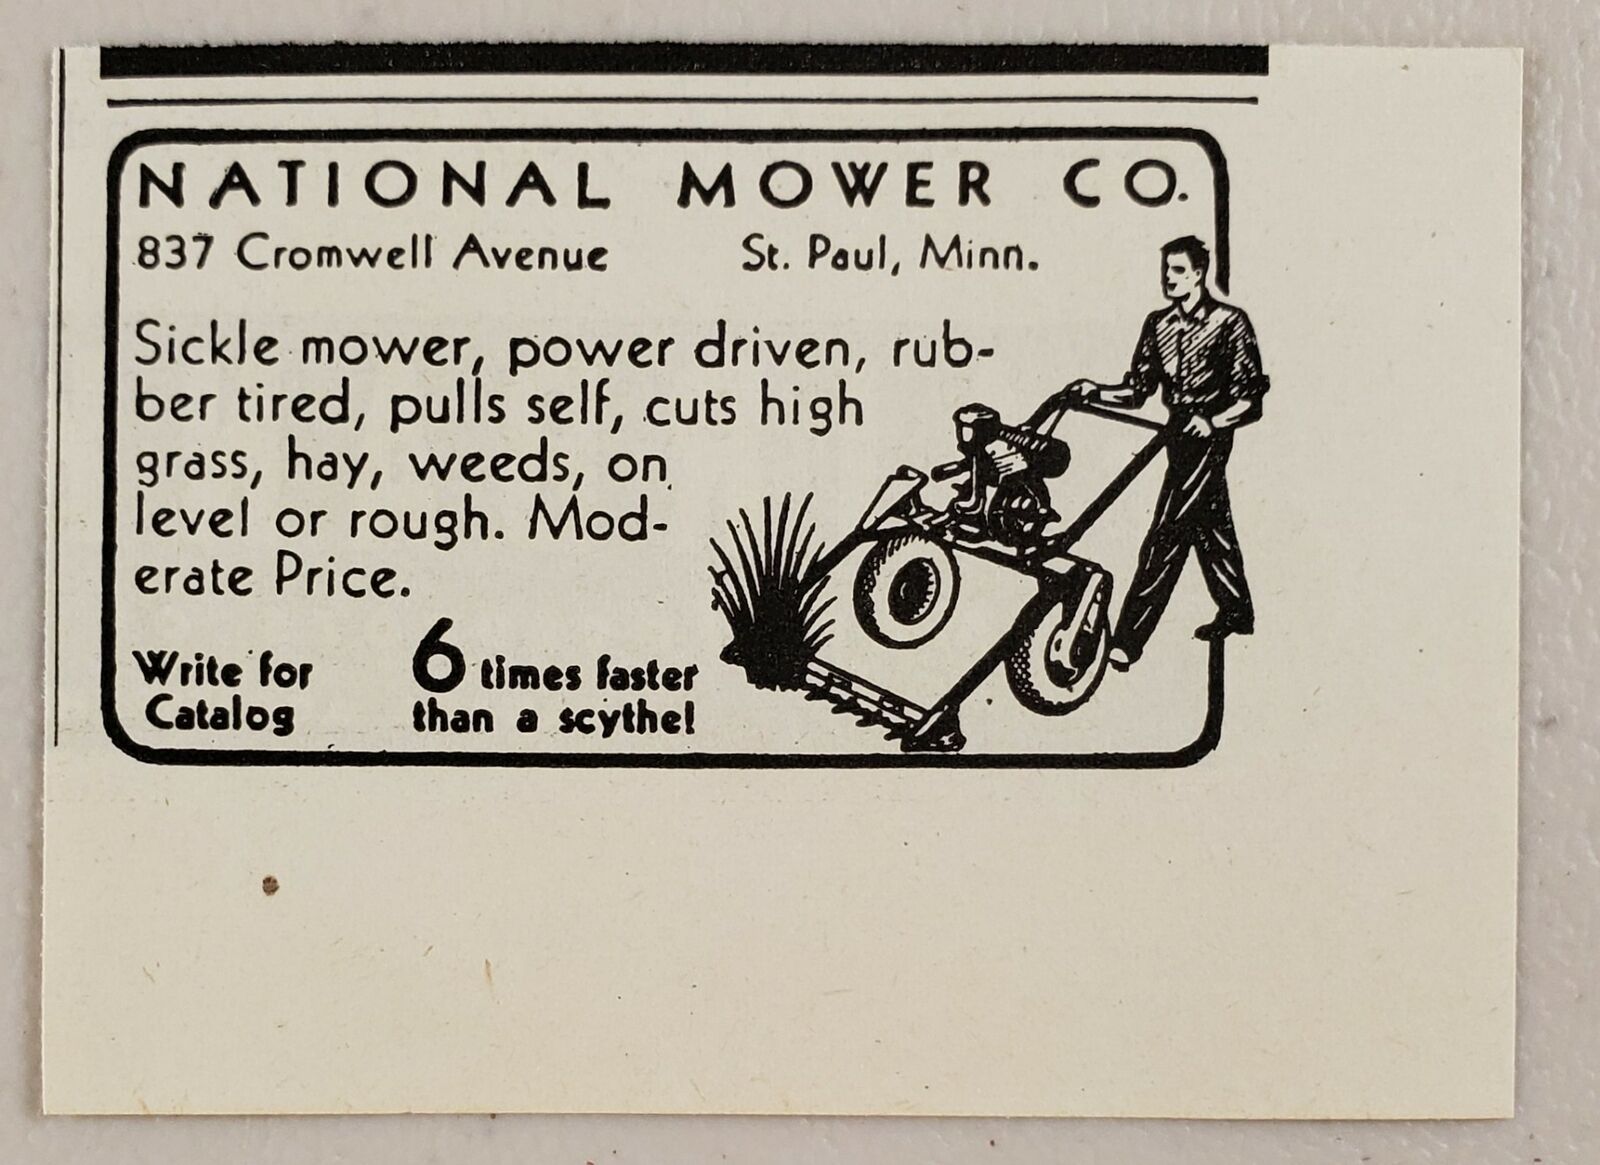 NATIONAL MOWER CO.
837 Cromwell Avenue St. Paul, Minn.
Sickle mower, power driven, rub-
ber tired, pulls self, cuts high
grass, hay, weeds, on
level or rough. Mod-
erate Price.
Write for
Catalog
6 times faster
than a scythe!